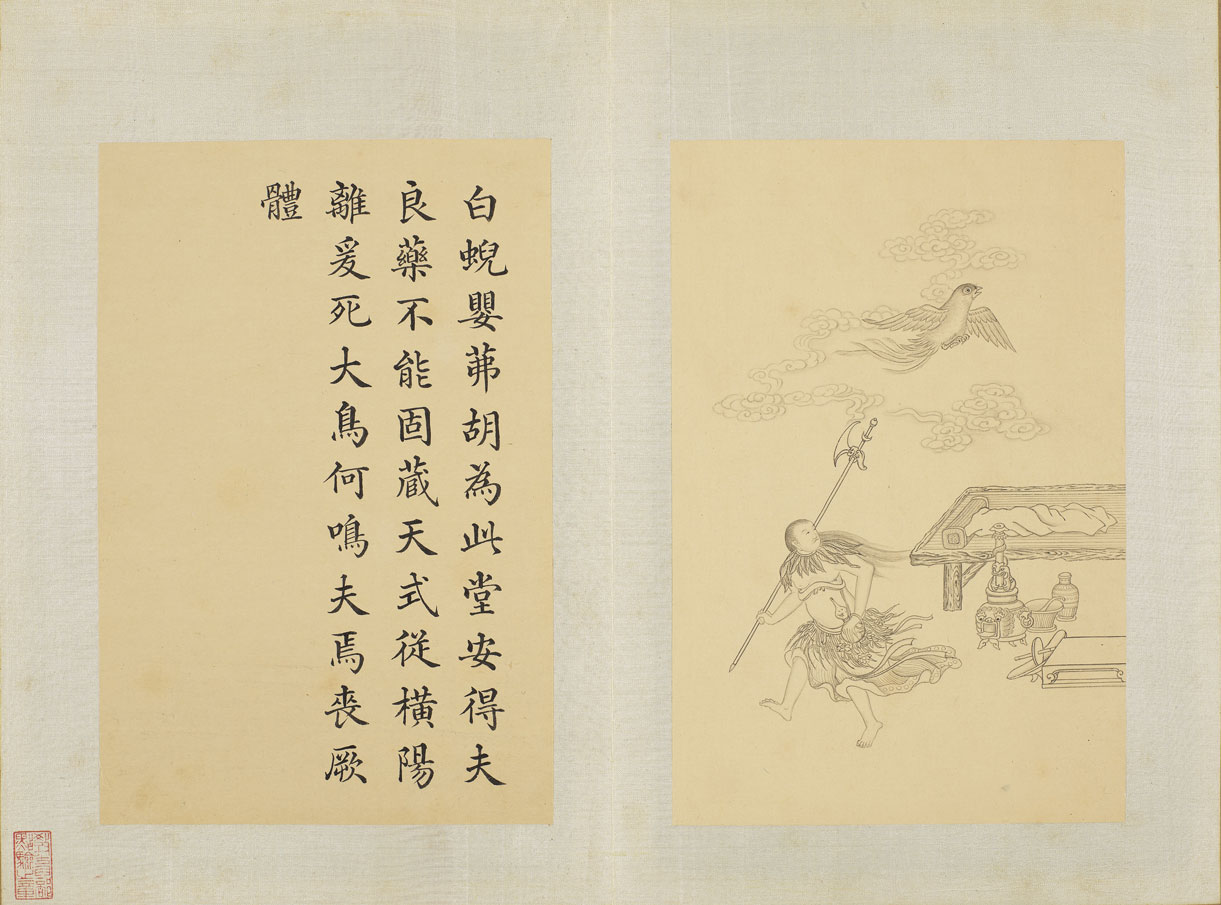 白蜺嬰茀胡為此堂安得夫
良藥不能固蔵天式從橫陽
離爰死大鳥何鳴夫焉喪厥
體